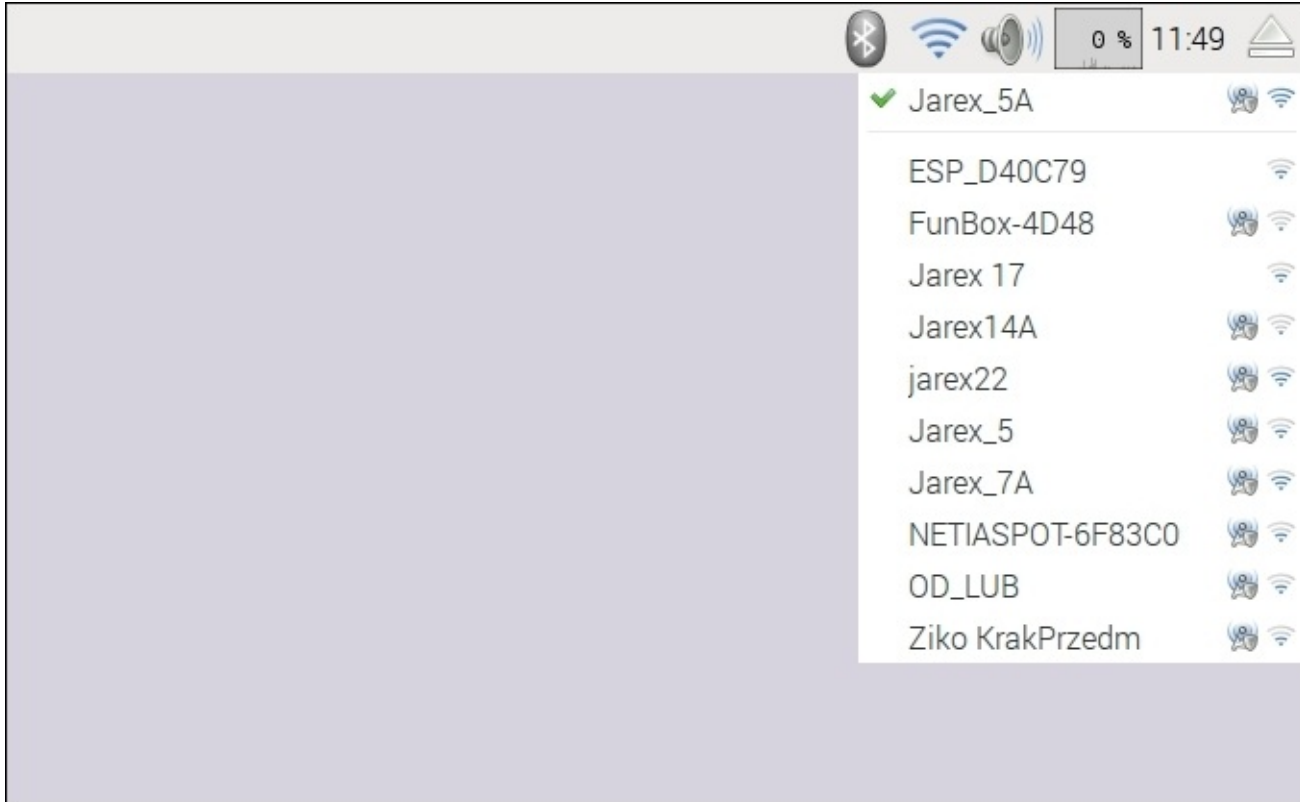 0 % 11:49
Jarex_5A
ESP_D40C79
FunBox-4D48
Jarex 17
Jarex14A
jarex22
Jarex_5
Jarex_7A
NETIASPOT-6F83C0
OD_LUB
Ziko KrakPrzedm